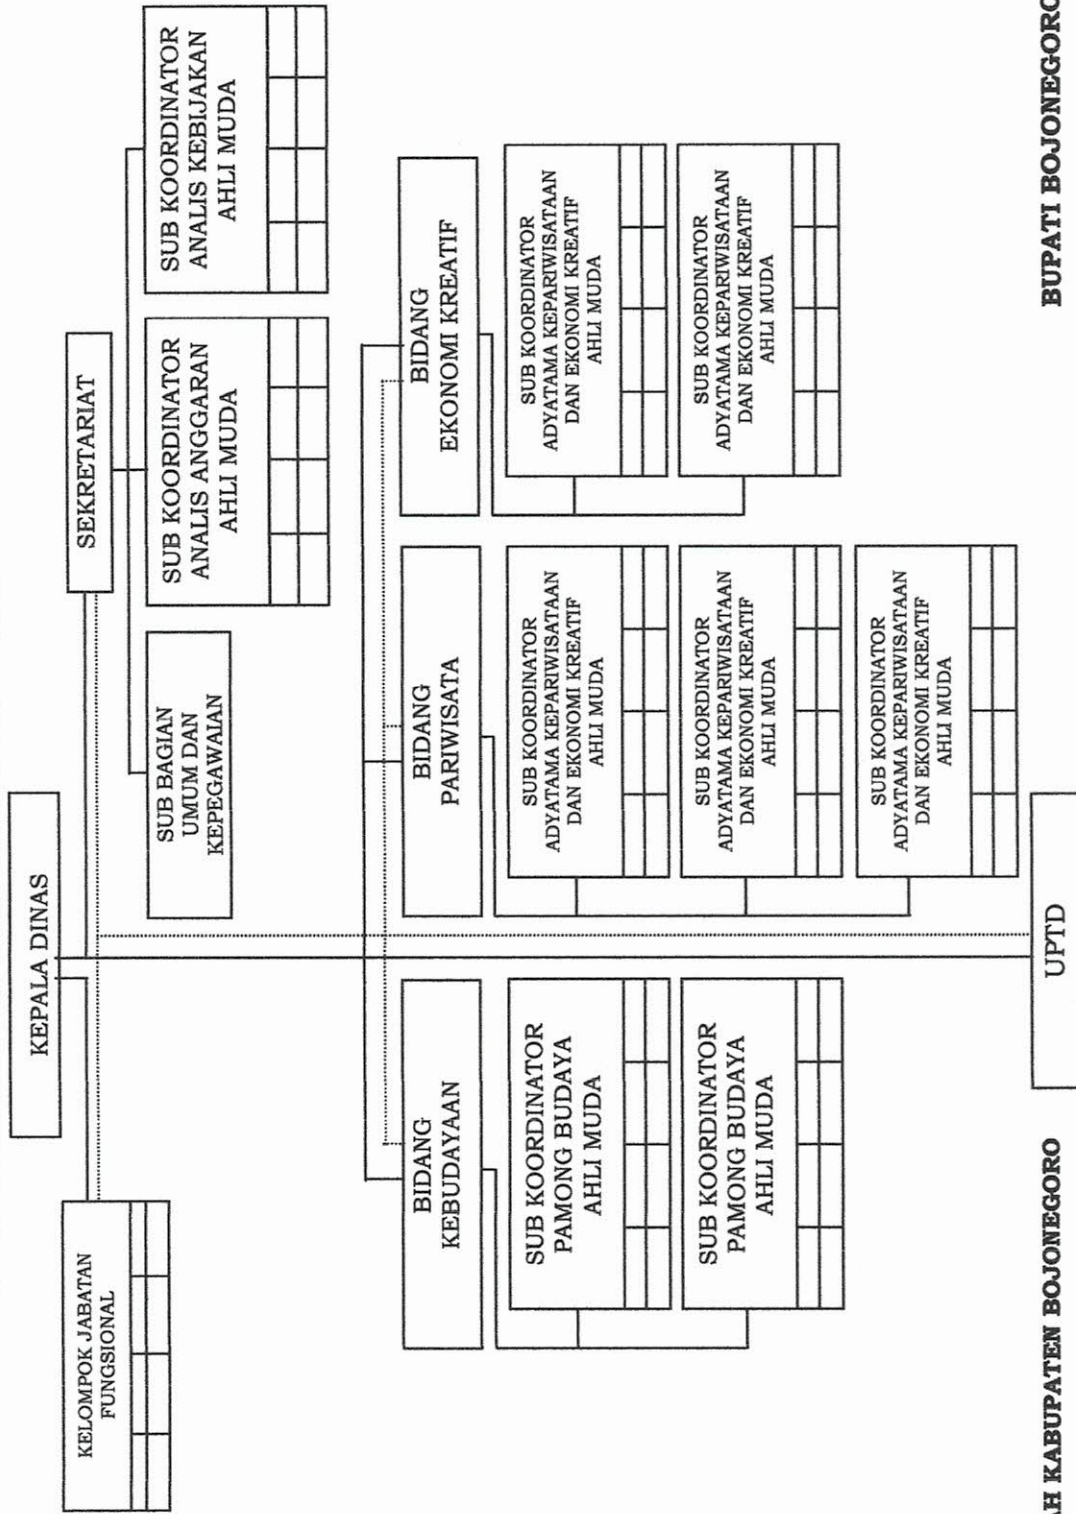 KEPALA DINAS
KELOMPOK JABATAN
FUNGSIONAL
SEKRETARIAT
SUB BAGIAN
UMUM DAN
KEPEGAWAIAN
SUB KOORDINATOR
ANALIS ANGGARAN
AHLI MUDA
SUB KOORDINATOR
ANALIS KEBIJAKAN
AHLI MUDA
BIDANG
KEBUDAYAAN
SUB KOORDINATOR
PAMONG BUDAYA
AHLI MUDA
SUB KOORDINATOR
PAMONG BUDAYA
AHLI MUDA
BIDANG
PARIWISATA
SUB KOORDINATOR
ADYATAMA KEPARIWISATAAN
DAN EKONOMI KREATIF
AHLI MUDA
SUB KOORDINATOR
ADYATAMA KEPARIWISATAAN
DAN EKONOMI KREATIF
AHLI MUDA
SUB KOORDINATOR
ADYATAMA KEPARIWISATAAN
DAN EKONOMI KREATIF
AHLI MUDA
BIDANG
EKONOMI KREATIF
SUB KOORDINATOR
ADYATAMA KEPARIWISATAAN
DAN EKONOMI KREATIF
AHLI MUDA
SUB KOORDINATOR
ADYATAMA KEPARIWISATAAN
DAN EKONOMI KREATIF
AHLI MUDA
UPTD
AH KABUPATEN BOJONEGORO
BUPATI BOJONEGORO